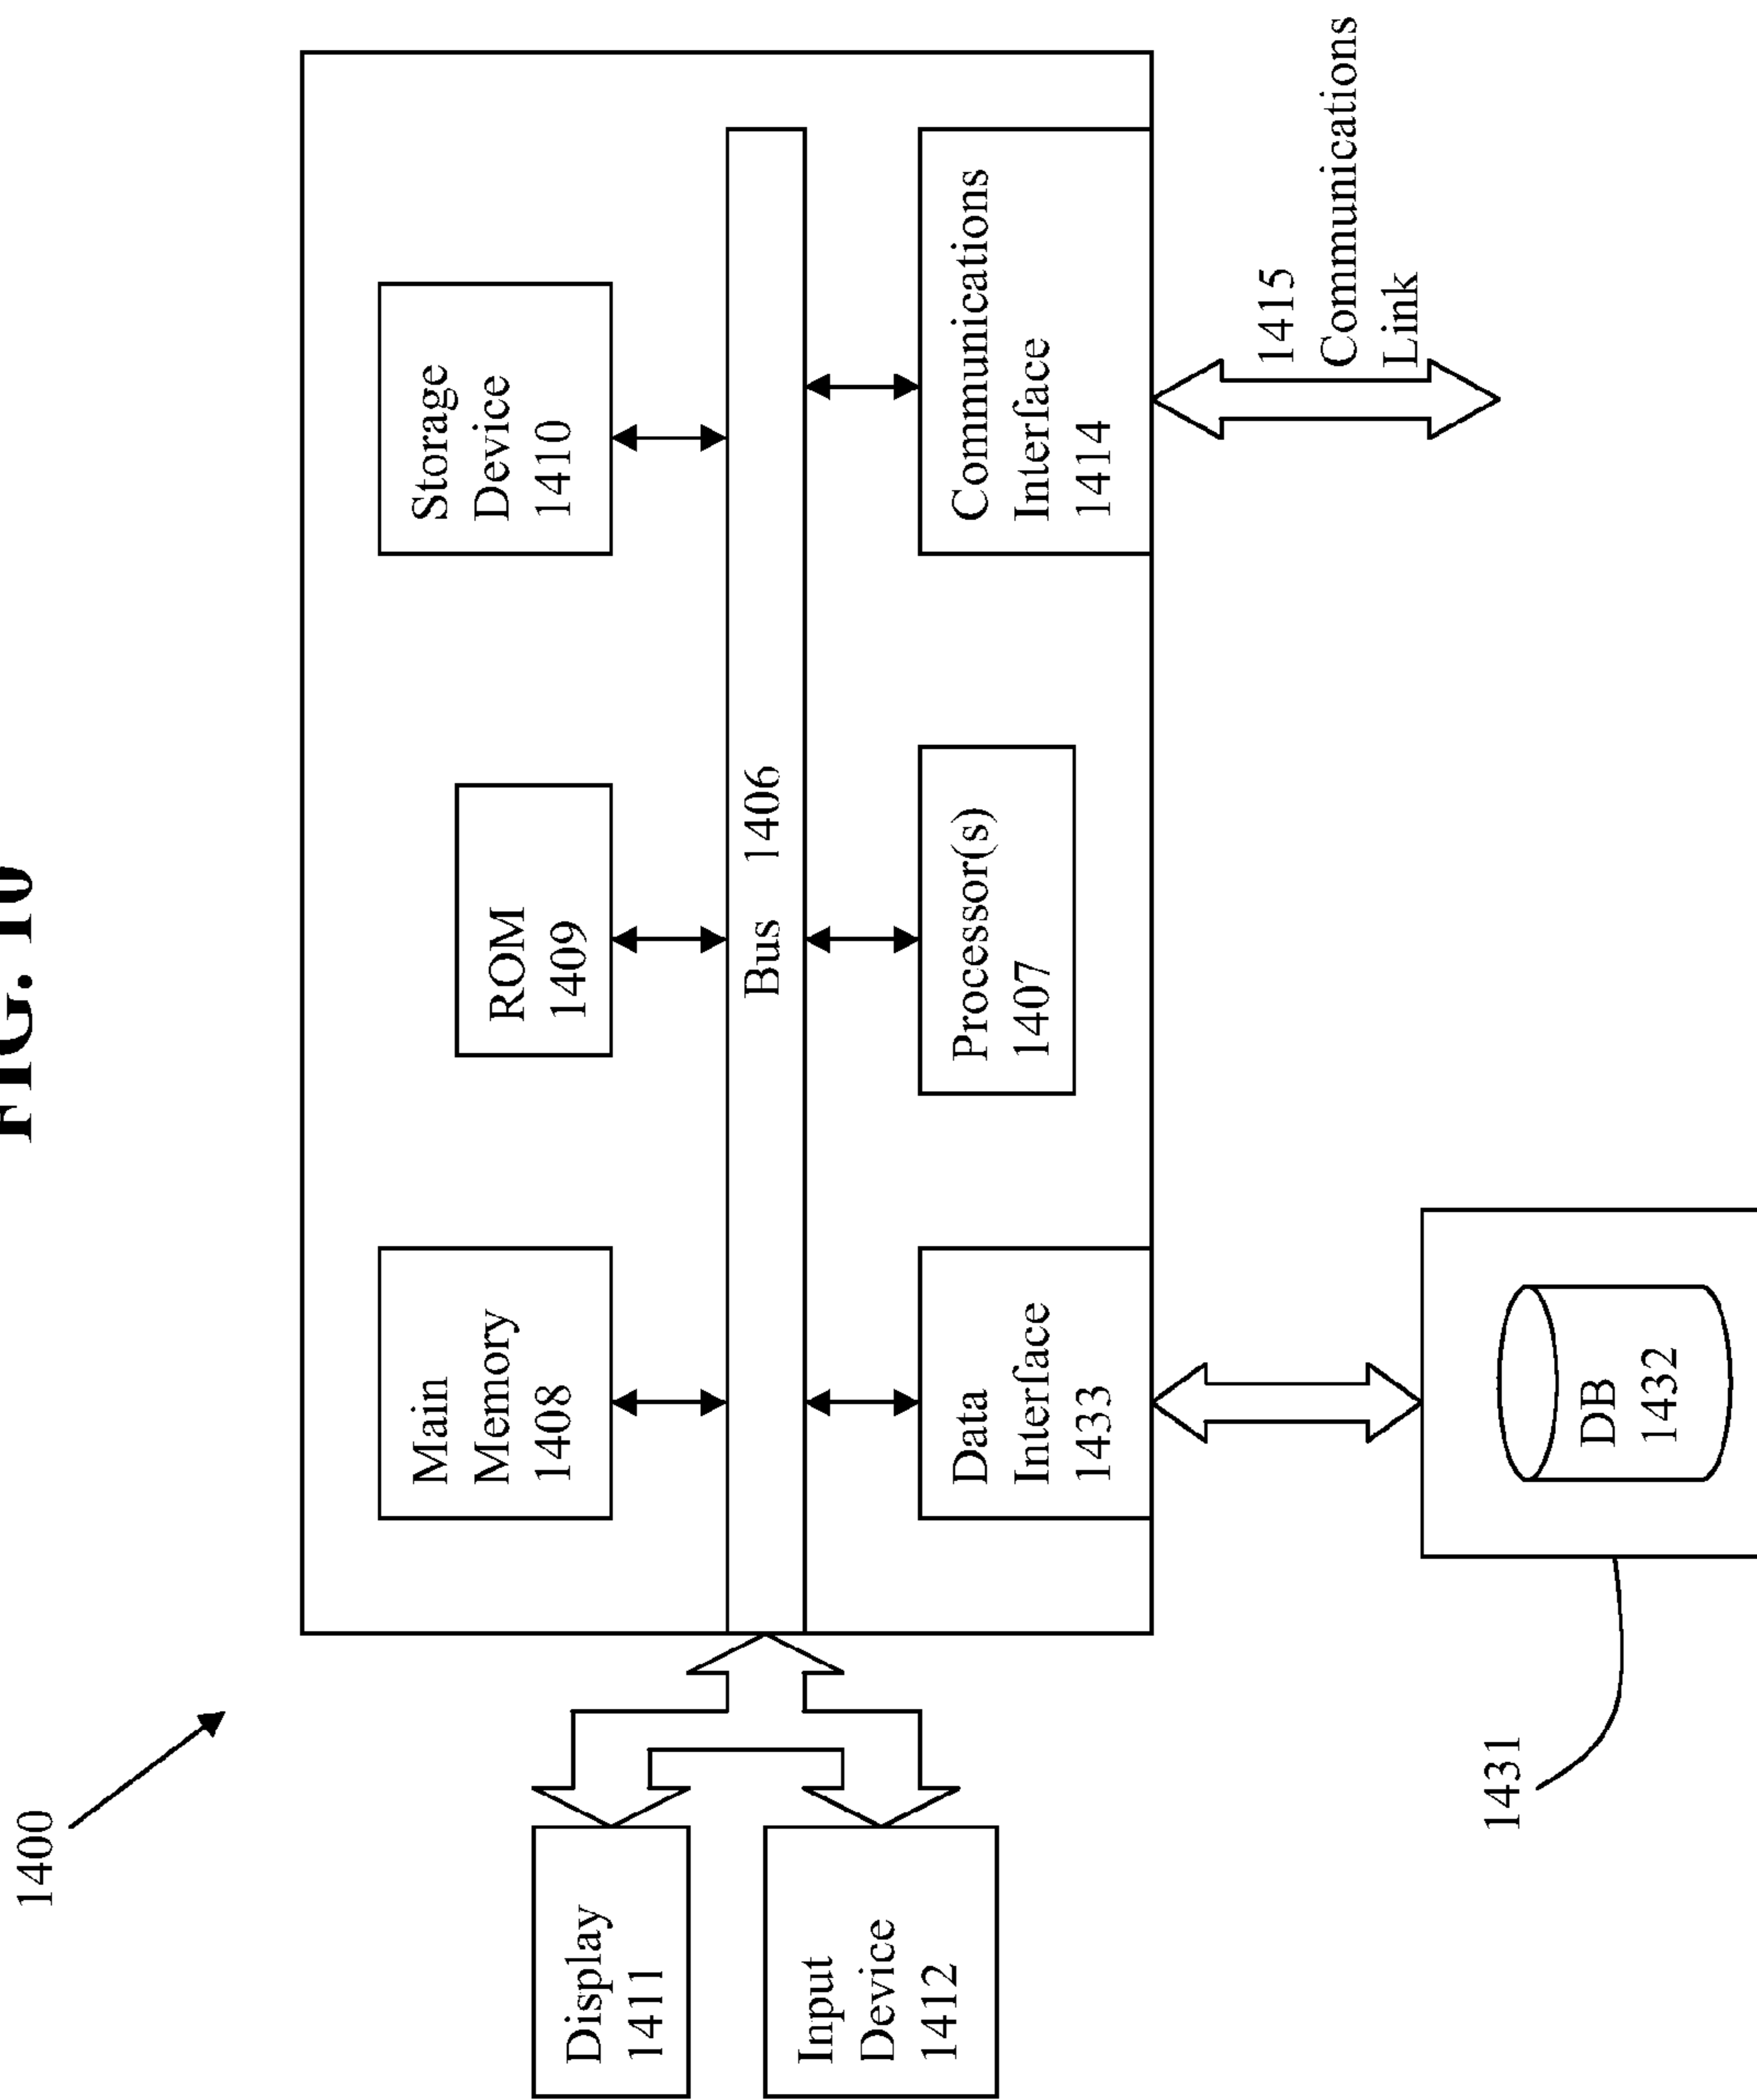 FIG. 10
1400
Main
Memory
1408
ROM
1409
Storage
Device
1410
Display
1411
Bus 1406
Input
Device
1412
Data
Interface
1433
Processor(s)
1407
Communications
Interface
1414
1415
Communications
Link
1431
DB
1432